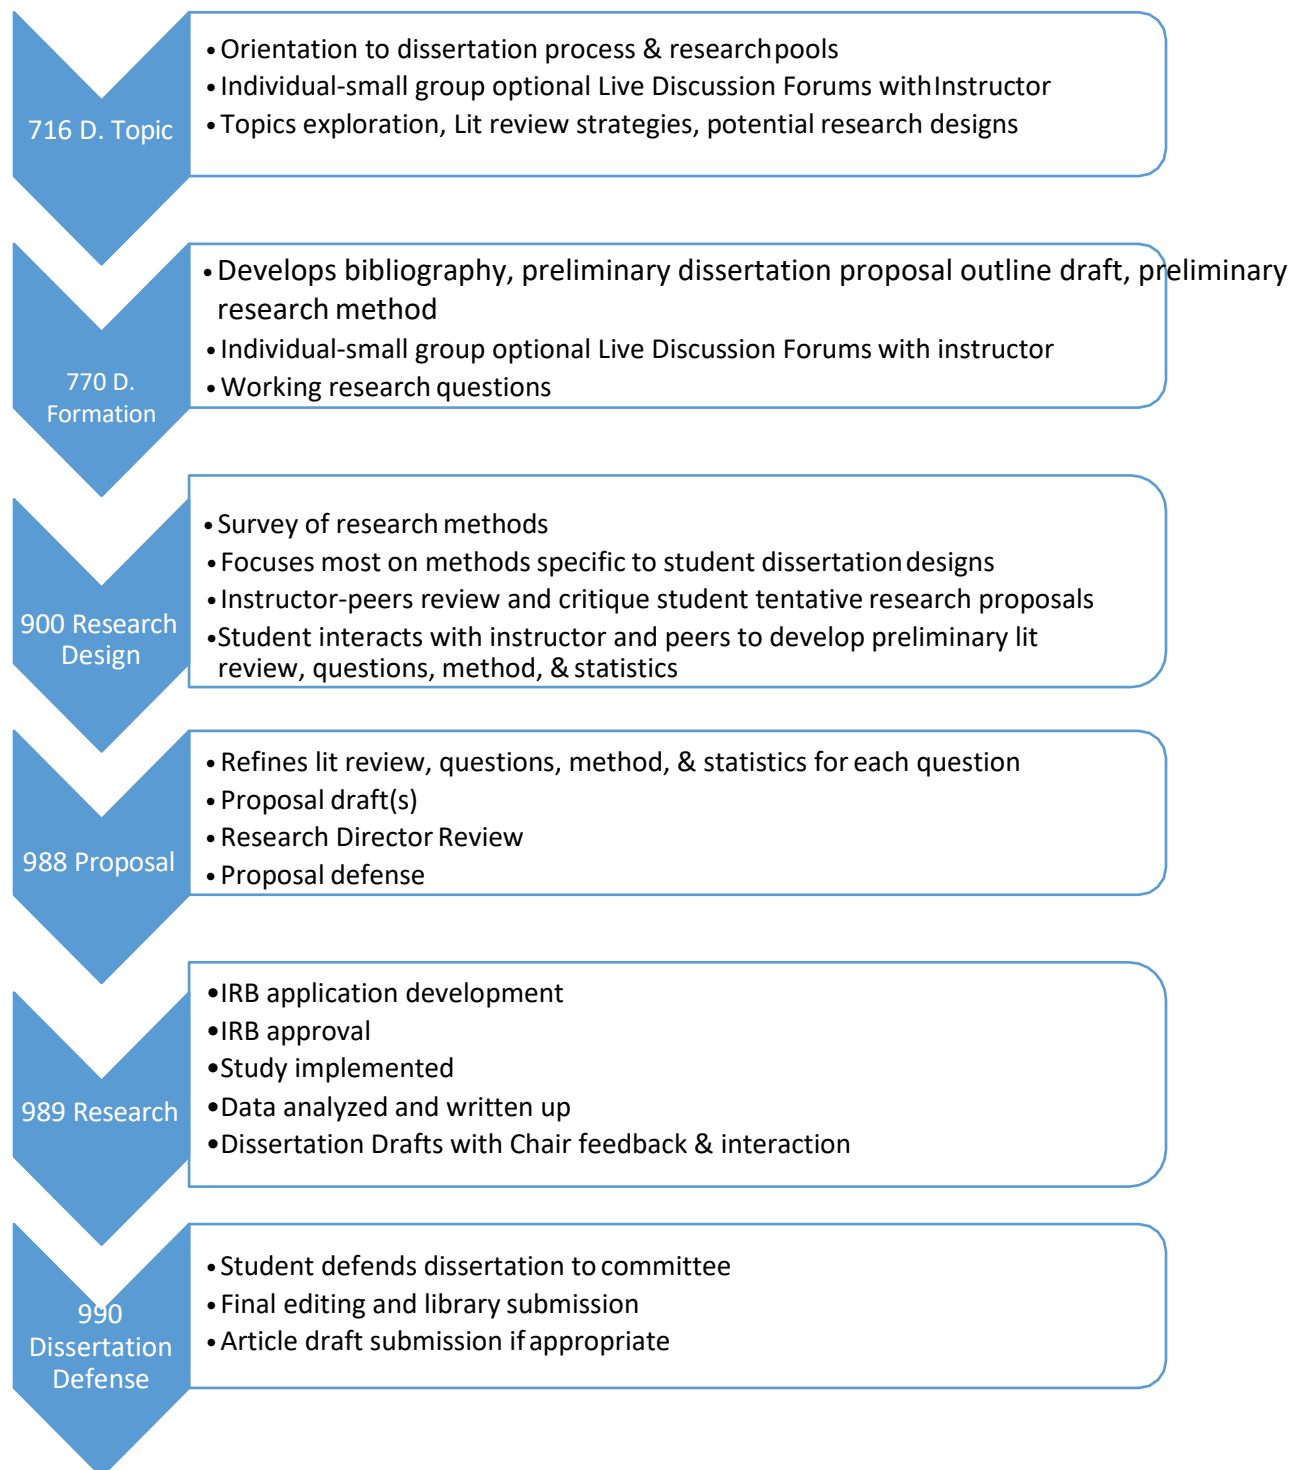 716 D. Topic
• Orientation to dissertation process & research pools
• Individual-small group optional Live Discussion Forums with Instructor
• Topics exploration, Lit review strategies, potential research designs
770 D.
Formation
• Develops bibliography, preliminary dissertation proposal outline draft, preliminary
research method
• Individual-small group optional Live Discussion Forums with instructor
• Working research questions
900 Research
Design
• Survey of research methods
• Focuses most on methods specific to student dissertation designs
• Instructor-peers review and critique student tentative research proposals
• Student interacts with instructor and peers to develop preliminary lit
review, questions, method, & statistics
988 Proposal
• Refines lit review, questions, method, & statistics for each question
• Proposal draft(s)
• Research Director Review
• Proposal defense
989 Research
• IRB application development
• IRB approval
• Study implemented
• Data analyzed and written up
• Dissertation Drafts with Chair feedback & interaction
990
Dissertation
Defense
• Student defends dissertation to committee
• Final editing and library submission
• Article draft submission if appropriate